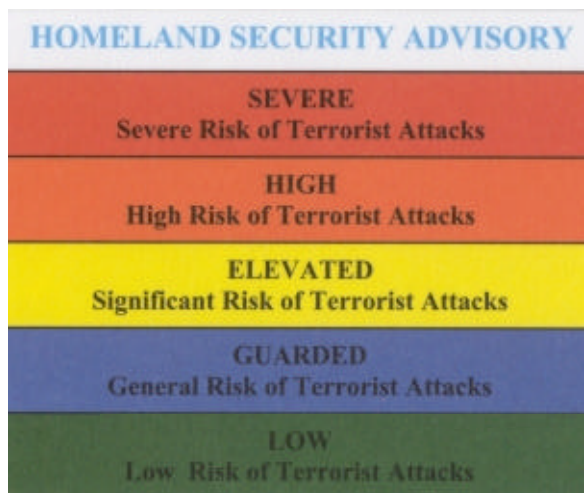 HOMELAND SECURITY ADVISORY
SEVERE
Severe Risk of Terrorist Attacks
HIGH
High Risk of Terrorist Attacks
ELEVATED
Significant Risk of Terrorist Attacks
GUARDED
General Risk of Terrorist Attacks
LOW
Low Risk of Terrorist Attacks